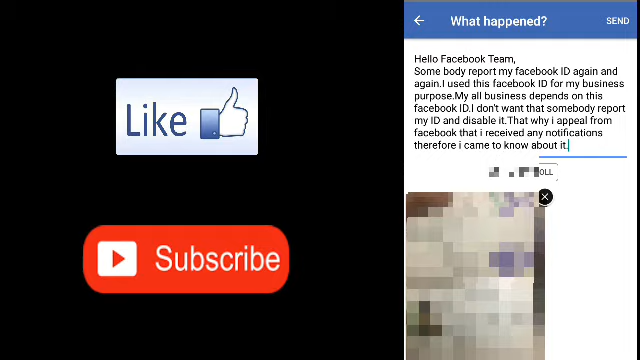 Like
Subscribe
What happened?
SEND
Hello Facebook Team,
Some body report my facebook ID again and
again.I used this facebook ID for my business
purpose.My all business depends on this
facebook ID.I don't want that somebody report
my ID and disable it.That why i appeal from
facebook that i received any notifications
therefore i came to know about it.
OLL